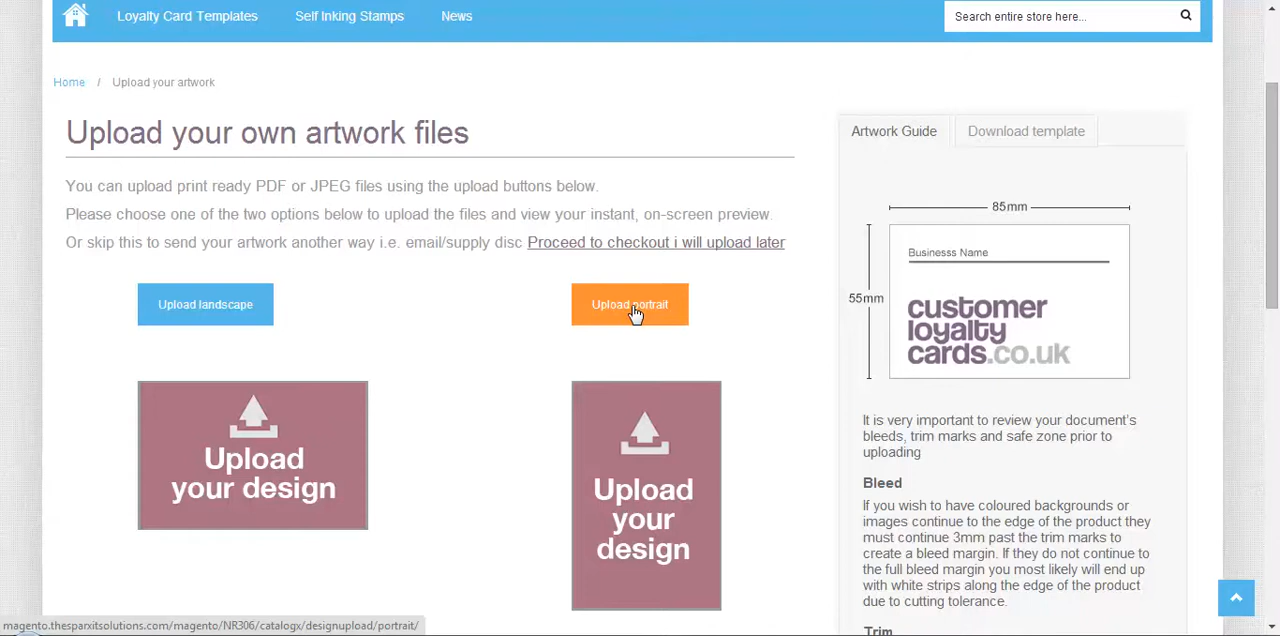 Loyalty Card Templates
Self Inking Stamps
News
Search entire store here...
Home / Upload your artwork
Upload your own artwork files
You can upload print ready PDF or JPEG files using the upload buttons below.
Please choose one of the two options below to upload the files and view your instant, on-screen preview.
Or skip this to send your artwork another way i.e. email/supply disc Proceed to checkout i will upload later
Upload landscape
Upload portrait
Upload
your design
Upload
your
design
Artwork Guide
Download template
85mm
55mm
Businesss Name
customer
loyalty
cards.co.uk
It is very important to review your document's
bleeds, trim marks and safe zone prior to
uploading
Bleed
If you wish to have coloured backgrounds or
images continue to the edge of the product they
must continue 3mm past the trim marks to
create a bleed margin. If they do not continue to
the full bleed margin you most likely will end up
with white strips along the edge of the product
due to cutting tolerance.
Trim
magento.thesparxitsolutions.com/magento/NR306/catalogx/designupload/portrait/